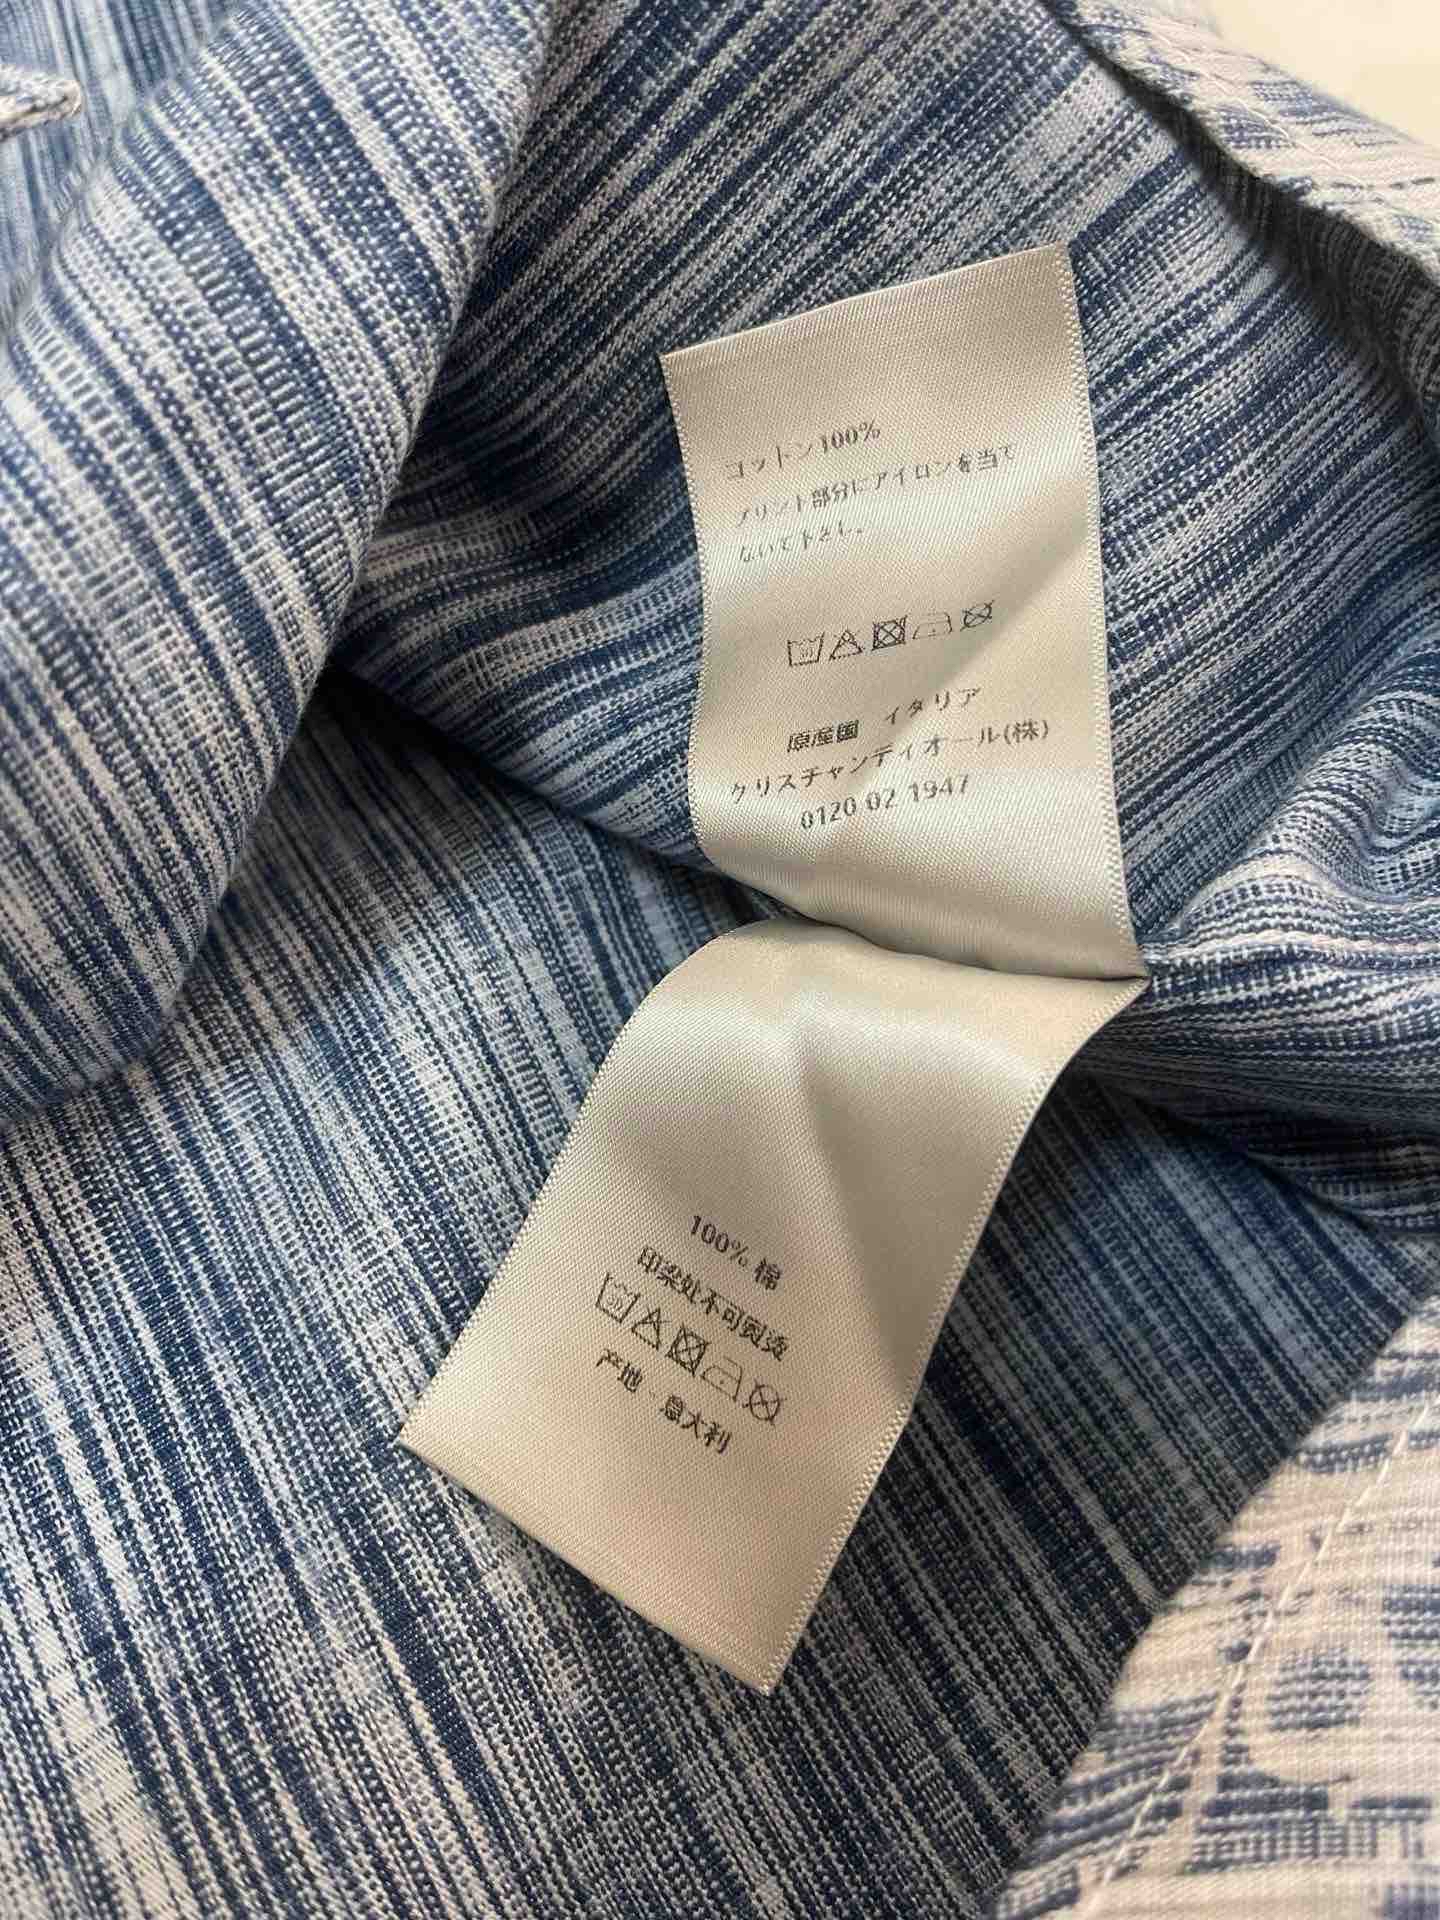 コットン100%
プリント部分にアイロンを当て
ないで下さし。
30
原産国 イタリア
クリスチャンディオール(株)
0120 02 1947
100% 棉
印染处不可熨烫
30
产地 意大利